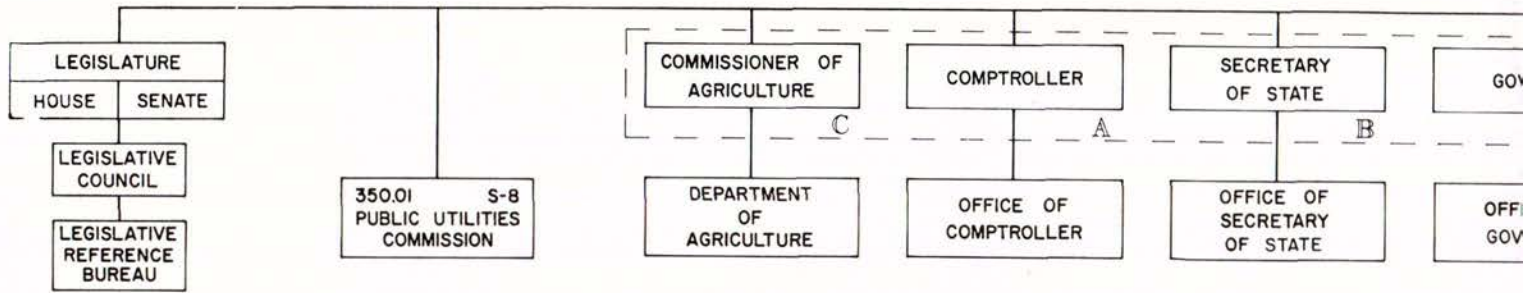 LEGISLATURE
HOUSE SENATE
LEGISLATIVE
COUNCIL
LEGISLATIVE
REFERENCE
BUREAU
350.01 S-8
PUBLIC UTILITIES
COMMISSION
COMMISSIONER OF
AGRICULTURE
C
DEPARTMENT
OF
AGRICULTURE
COMPTROLLER
A
OFFICE OF
COMPTROLLER
SECRETARY
OF STATE
B
OFFICE OF
SECRETARY
OF STATE